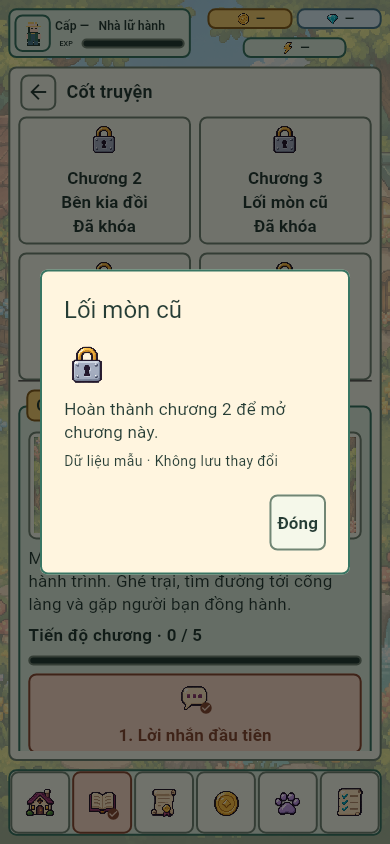 Cấp — Nhà lữ hành
EXP
—
—
—
Cốt truyện
Chương 2
Bên kia đồi
Đã khóa
Chương 3
Lối mòn cũ
Đã khóa
Lối mòn cũ
Hoàn thành chương 2 để mở
chương này.
Dữ liệu mẫu · Không lưu thay đổi
Đóng
hành trình. Ghé trại, tìm đường tới cổng
làng và gặp người bạn đồng hành.
Tiến độ chương · 0 / 5
1. Lời nhắn đầu tiên